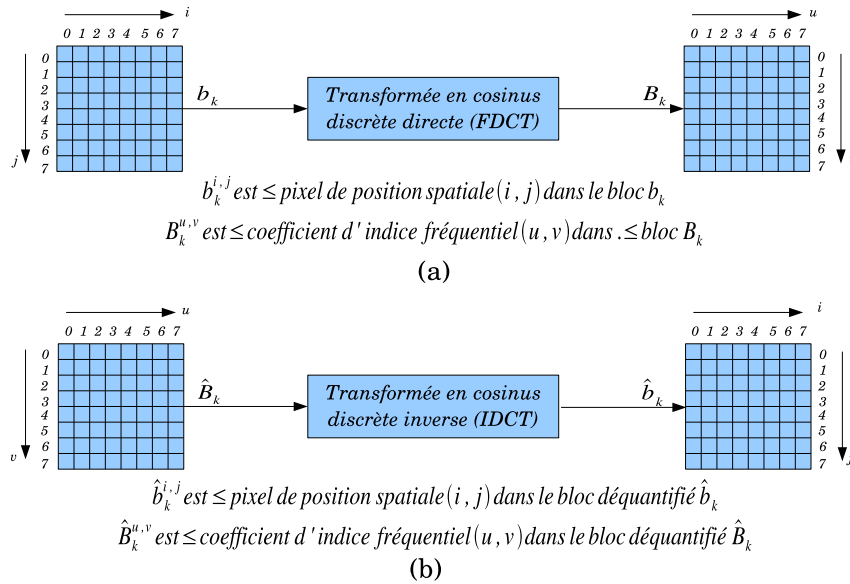 i
0 1 2 3 4 5 6 7
0
1
2
3
4
5
6
7
j
b_k
Transformée en cosinus
discrète directe (FDCT)
B_k
u
0 1 2 3 4 5 6 7
0
1
2
3
4
5
6
7
b_k^{i,j} est ≤ pixel de position spatiale (i, j) dans le bloc b_k
B_k^{u,v} est ≤ coefficient d' indice fréquentiel (u, v) dans .≤ bloc B_k
(a)
u
0 1 2 3 4 5 6 7
0
1
2
3
4
5
6
7
v
B̂_k
Transformée en cosinus
discrète inverse (IDCT)
b̂_k
i
0 1 2 3 4 5 6 7
0
1
2
3
4
5
6
7
b̂_k^{i,j} est ≤ pixel de position spatiale (i, j) dans le bloc déquantifié b̂_k
B̂_k^{u,v} est ≤ coefficient d' indice fréquentiel (u, v) dans le bloc déquantifié B̂_k
(b)